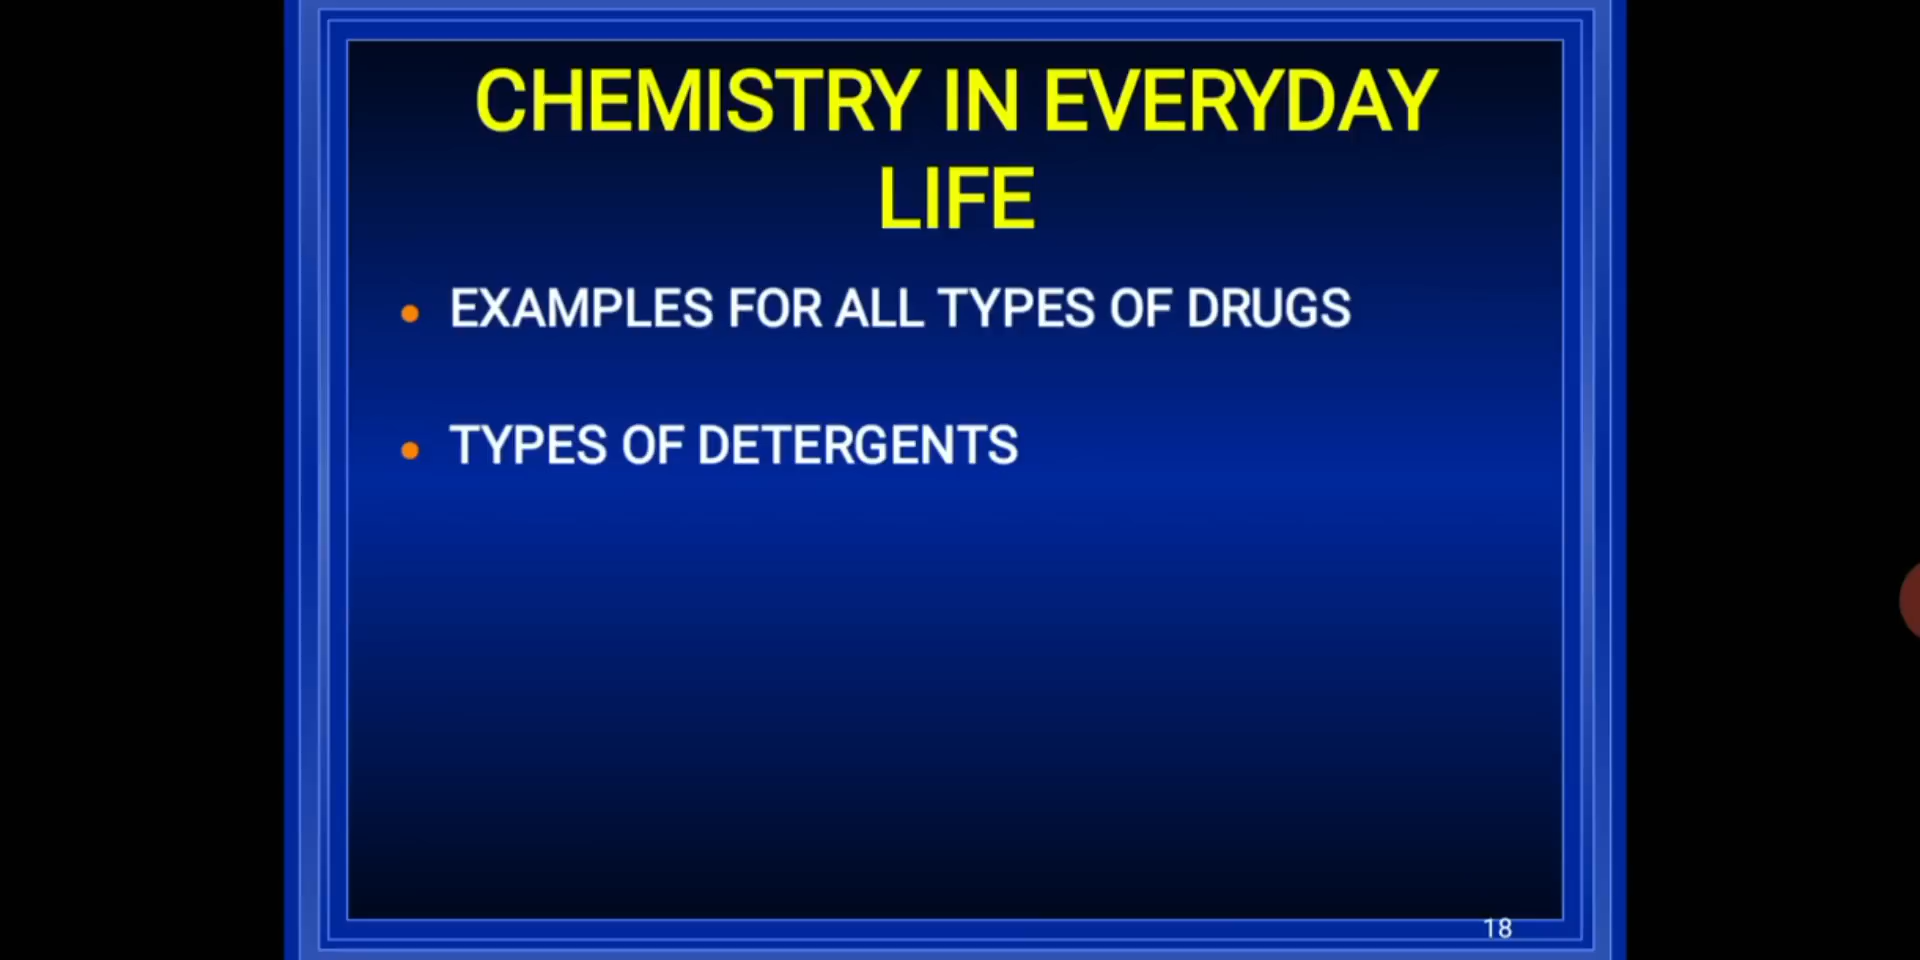 CHEMISTRY IN EVERYDAY
LIFE
• EXAMPLES FOR ALL TYPES OF DRUGS
• TYPES OF DETERGENTS
18